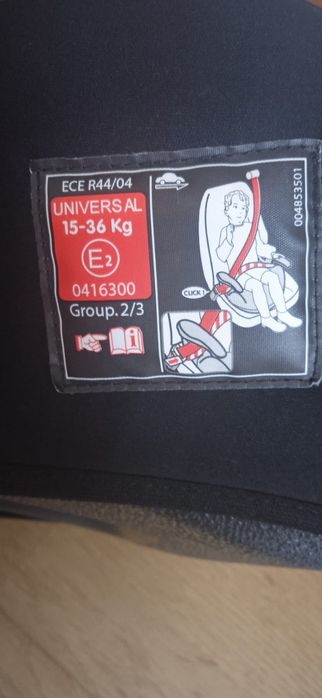 ECE R44/04
UNIVERSAL
15-36 Kg
E2
0416300
Group. 2/3
CLICK !
004853501